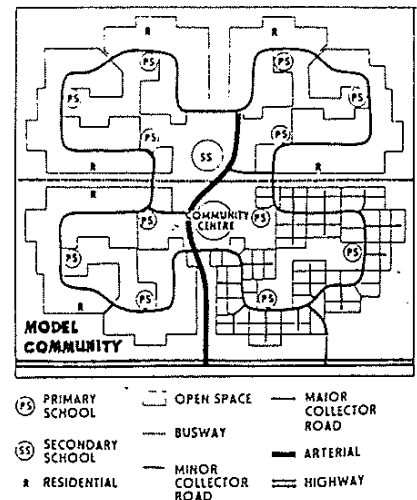 R
R
PS
PS
PS
PS
PS
PS
SS
R
R
R
PS
COMMUNITY
CENTRE
PS
PS
PS
PS
PS
R
MODEL
COMMUNITY
PS PRIMARY SCHOOL
OPEN SPACE
MAJOR COLLECTOR ROAD
BUSWAY
SS SECONDARY SCHOOL
ARTERIAL
R RESIDENTIAL
MINOR COLLECTOR ROAD
HIGHWAY